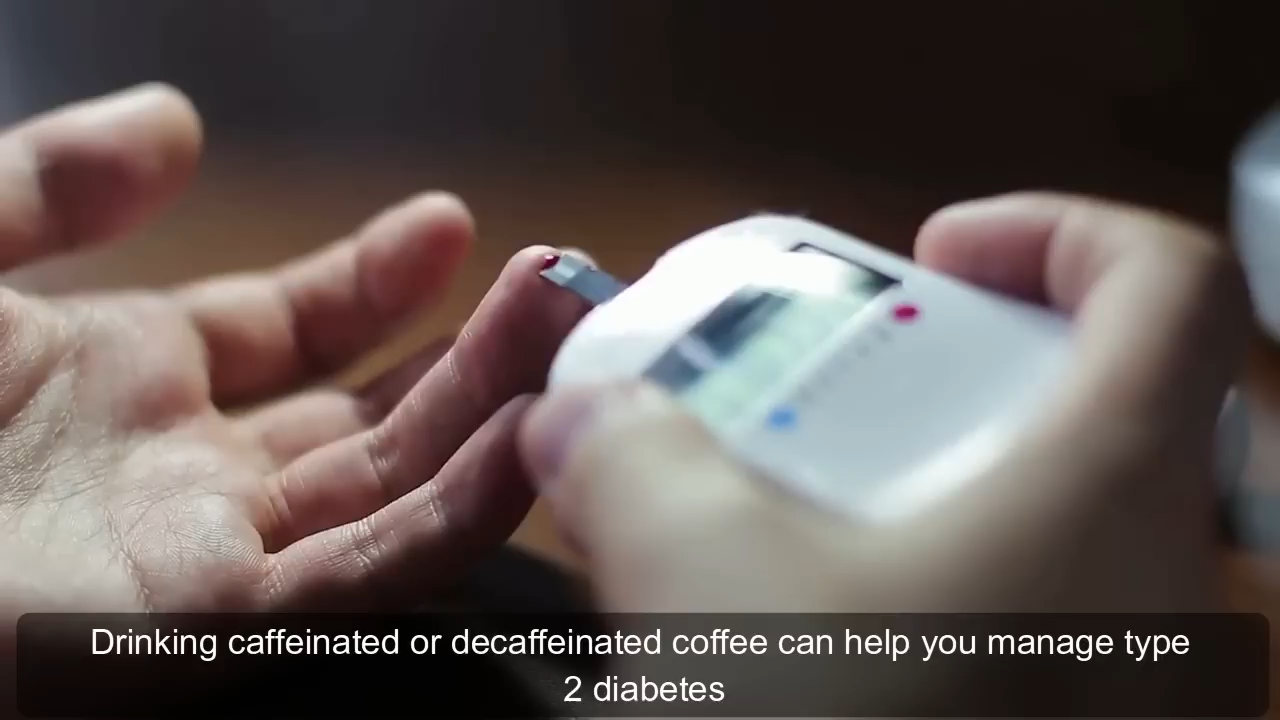 Drinking caffeinated or decaffeinated coffee can help you manage type
2 diabetes